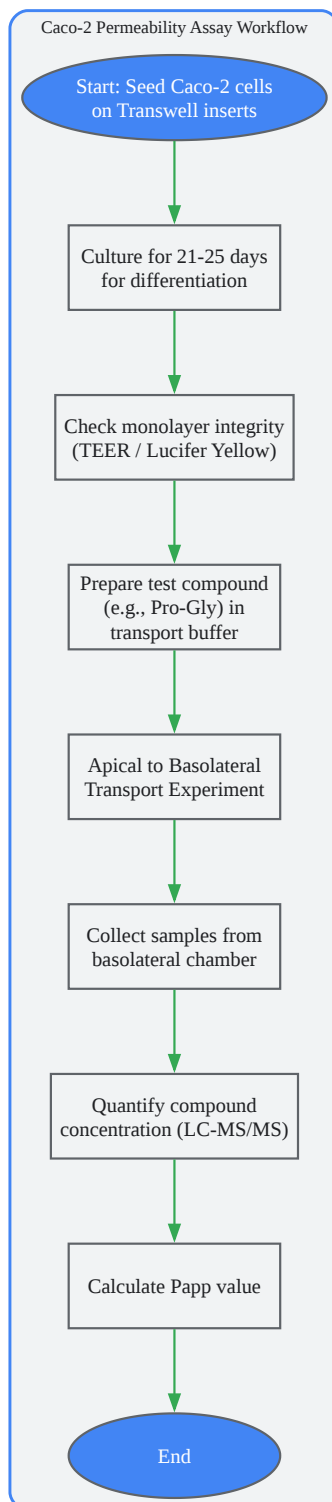 Caco-2 Permeability Assay Workflow
Start: Seed Caco-2 cells
on Transwell inserts
Culture for 21-25 days
for differentiation
Check monolayer integrity
(TEER / Lucifer Yellow)
Prepare test compound
(e.g., Pro-Gly) in
transport buffer
Apical to Basolateral
Transport Experiment
Collect samples from
basolateral chamber
Quantify compound
concentration (LC-MS/MS)
Calculate Papp value
End